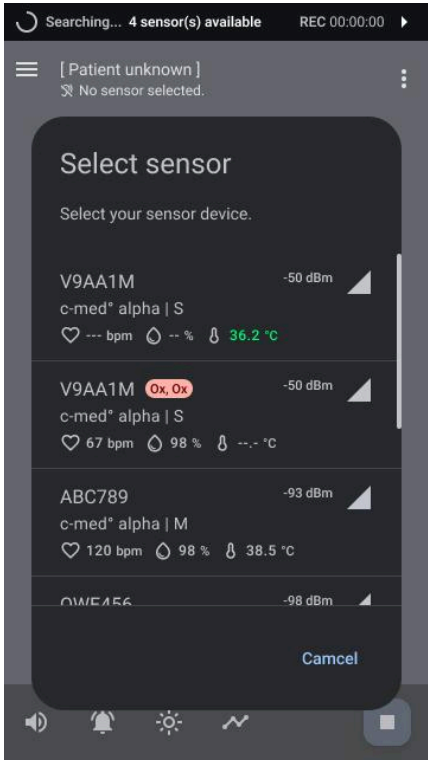 Searching... 4 sensor(s) available REC 00:00:00
[ Patient unknown ]
No sensor selected.
Select sensor
Select your sensor device.
V9AA1M -50 dBm
c-med° alpha | S
--- bpm -- % 36.2 °C
V9AA1M Ox, Ox -50 dBm
c-med° alpha | S
67 bpm 98 % --.- °C
ABC789 -93 dBm
c-med° alpha | M
120 bpm 98 % 38.5 °C
QWE456 -98 dBm
Camcel